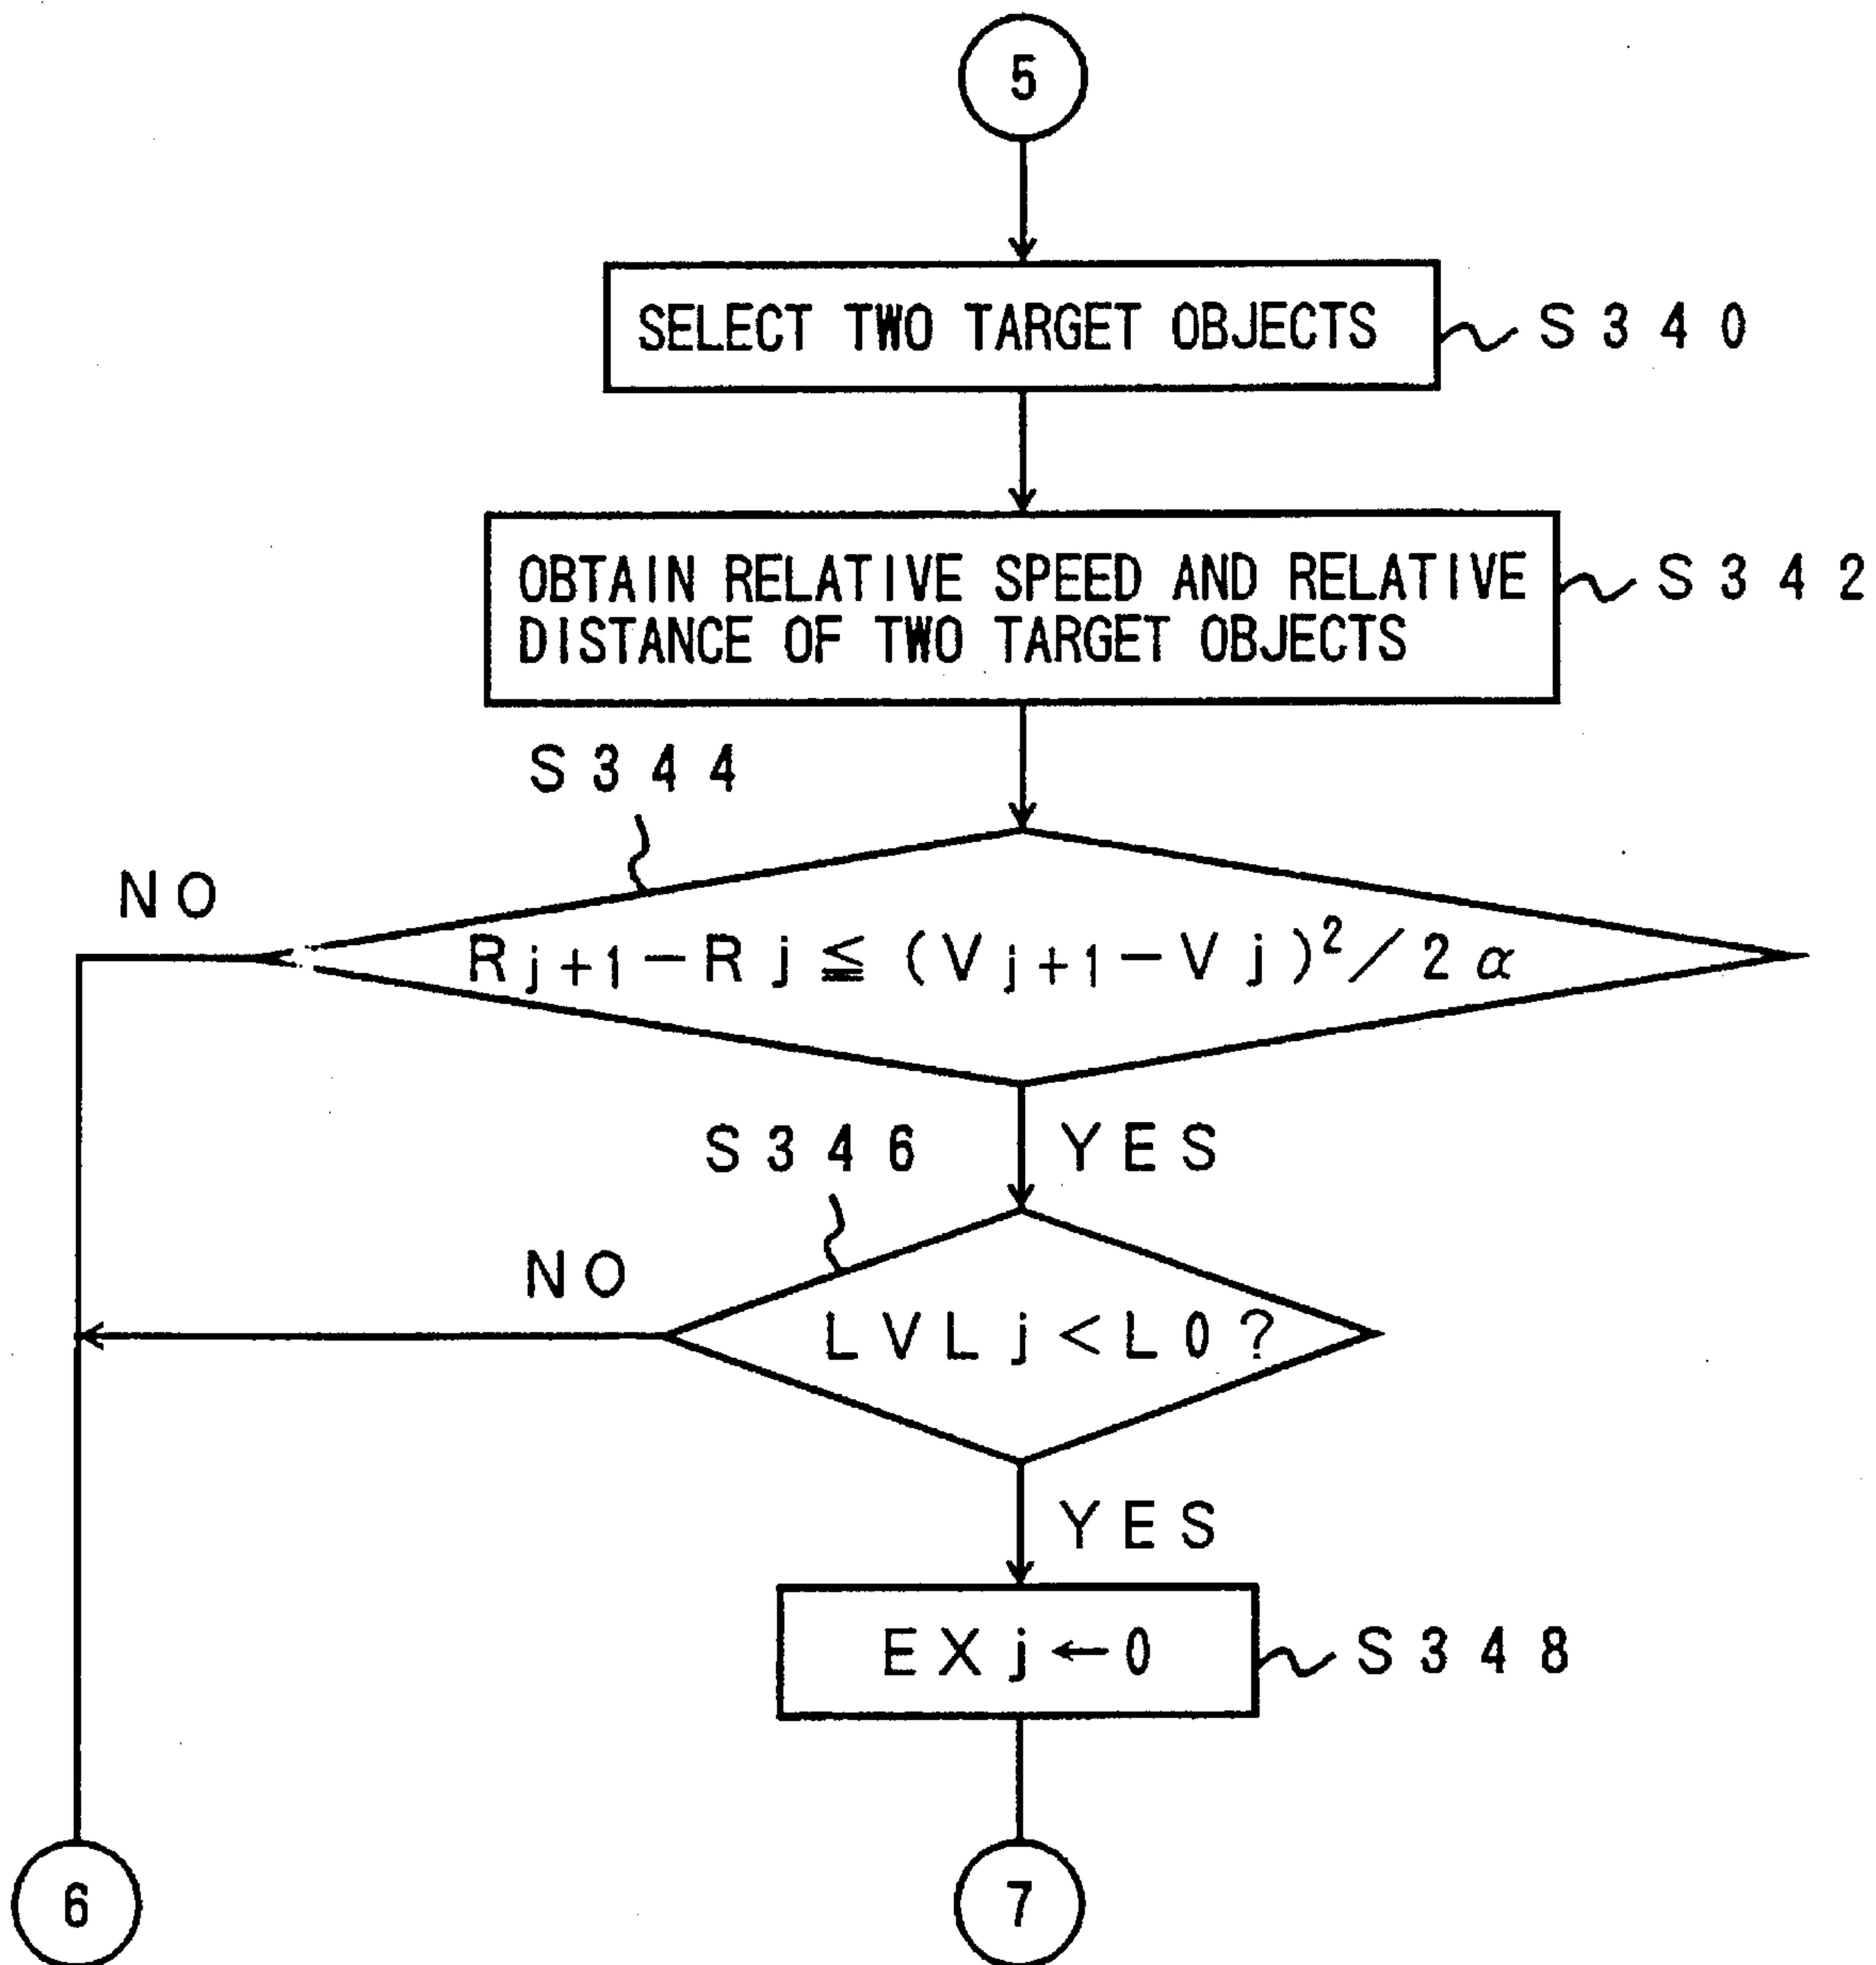 5
SELECT TWO TARGET OBJECTS
S340
OBTAIN RELATIVE SPEED AND RELATIVE
DISTANCE OF TWO TARGET OBJECTS
S342
S344
NO
Rj+1−Rj≦(Vj+1−Vj)²/2α
S346
YES
NO
LVLj<L0?
YES
EXj←0
S348
6
7